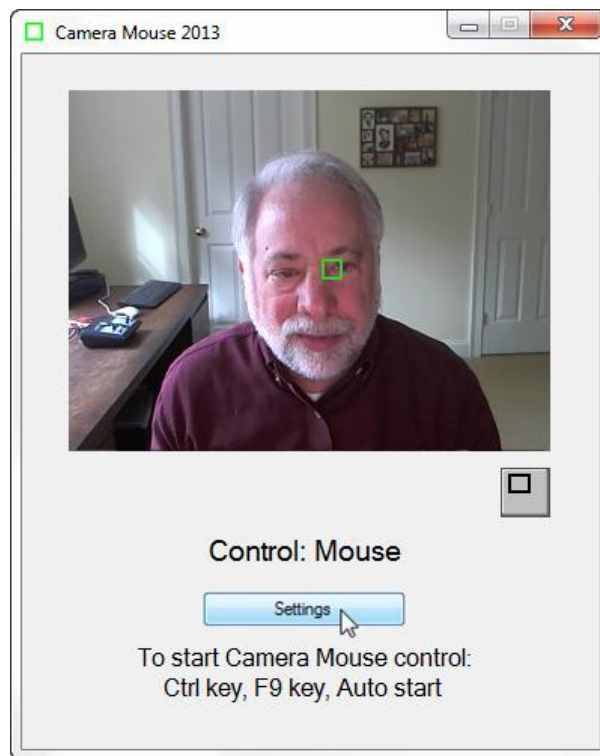 Camera Mouse 2013
Control: Mouse
Settings
To start Camera Mouse control:
Ctrl key, F9 key, Auto start